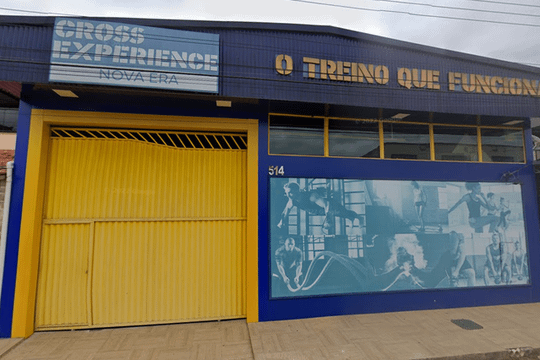 CROSS
EXPERIENCE
NOVA ERA
O TREINO QUE FUNCIONA
514